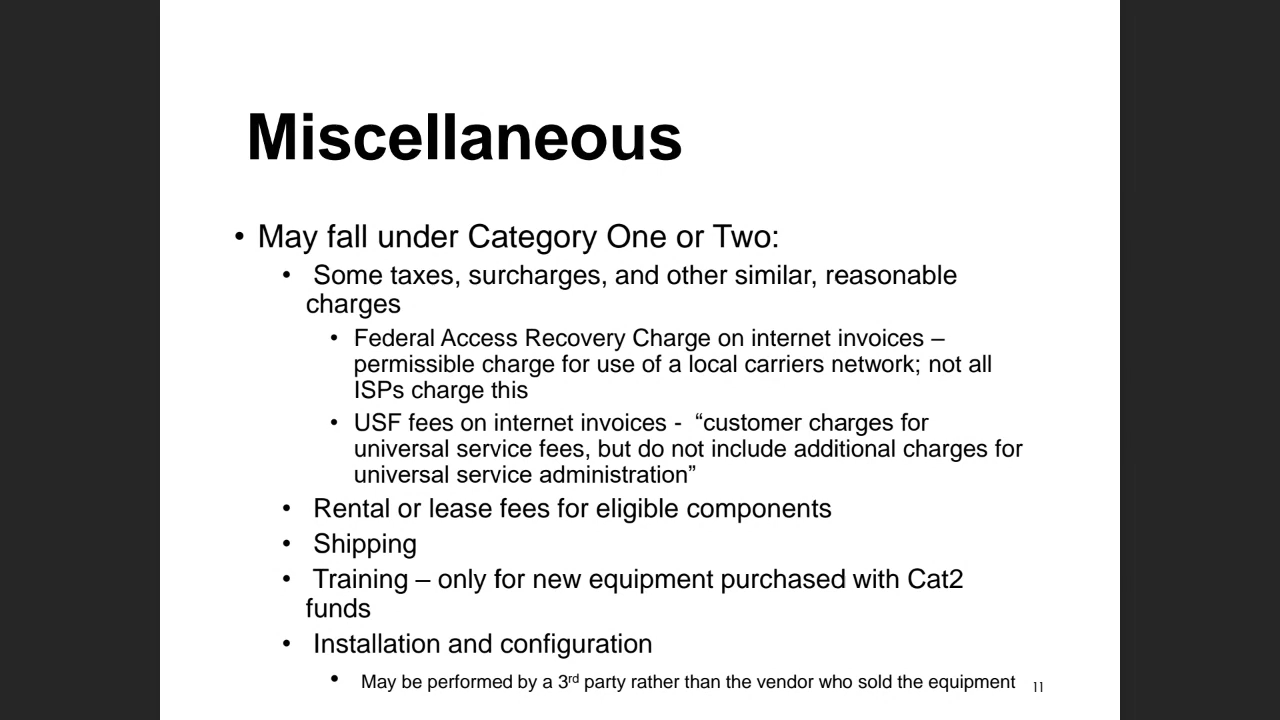 Miscellaneous
• May fall under Category One or Two:
• Some taxes, surcharges, and other similar, reasonable
charges
• Federal Access Recovery Charge on internet invoices –
permissible charge for use of a local carriers network; not all
ISPs charge this
• USF fees on internet invoices - “customer charges for
universal service fees, but do not include additional charges for
universal service administration”
• Rental or lease fees for eligible components
• Shipping
• Training – only for new equipment purchased with Cat2
funds
• Installation and configuration
• May be performed by a 3rd party rather than the vendor who sold the equipment
11